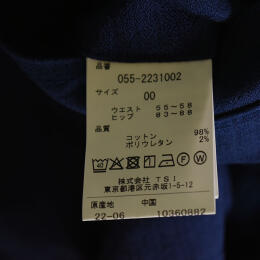 品番
055-2231002
サイズ
00
ウエスト 55～58
ヒップ 83～88
品質
コットン 98%
ポリウレタン 2%
株式会社 TSI
東京都港区元赤坂1-5-12
原産地 中国
22-06 10360882